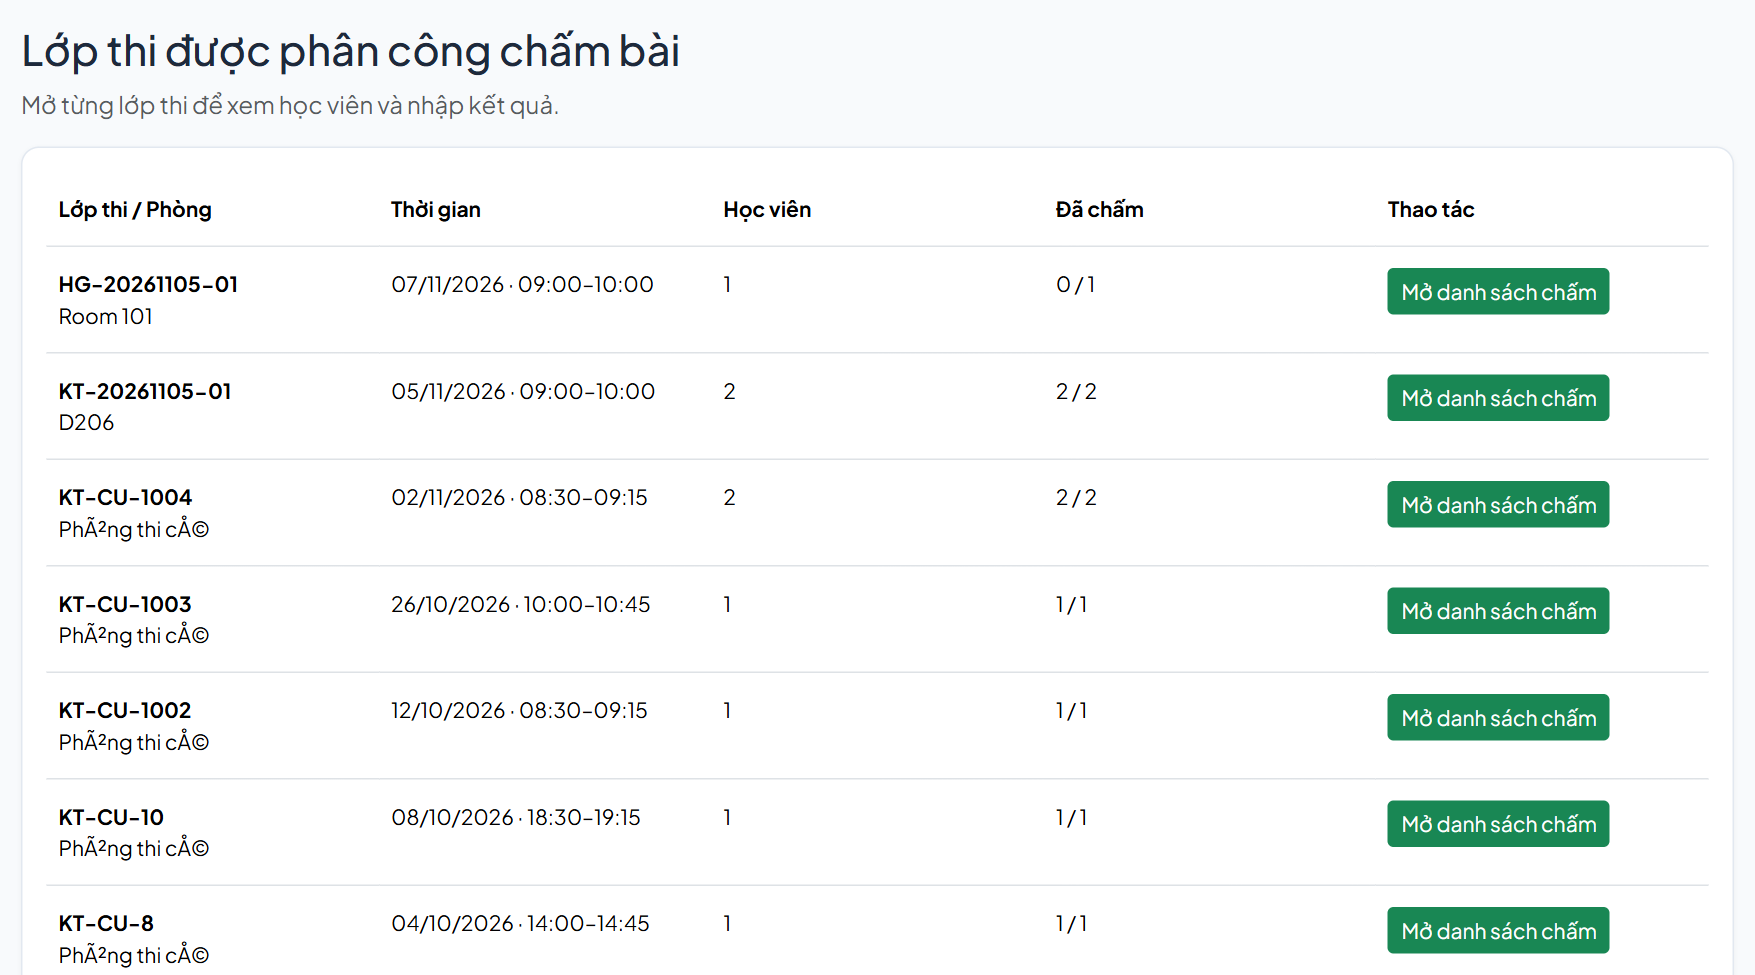 Lớp thi được phân công chấm bài
Mở từng lớp thi để xem học viên và nhập kết quả.
Lớp thi / Phòng Thời gian Học viên Đã chấm Thao tác
HG-20261105-01 07/11/2026 · 09:00–10:00 1 0 / 1 Mở danh sách chấm
Room 101
KT-20261105-01 05/11/2026 · 09:00–10:00 2 2 / 2 Mở danh sách chấm
D206
KT-CU-1004 02/11/2026 · 08:30–09:15 2 2 / 2 Mở danh sách chấm
PhÃ²ng thi cÅ©
KT-CU-1003 26/10/2026 · 10:00–10:45 1 1 / 1 Mở danh sách chấm
PhÃ²ng thi cÅ©
KT-CU-1002 12/10/2026 · 08:30–09:15 1 1 / 1 Mở danh sách chấm
PhÃ²ng thi cÅ©
KT-CU-10 08/10/2026 · 18:30–19:15 1 1 / 1 Mở danh sách chấm
PhÃ²ng thi cÅ©
KT-CU-8 04/10/2026 · 14:00–14:45 1 1 / 1 Mở danh sách chấm
PhÃ²ng thi cÅ©